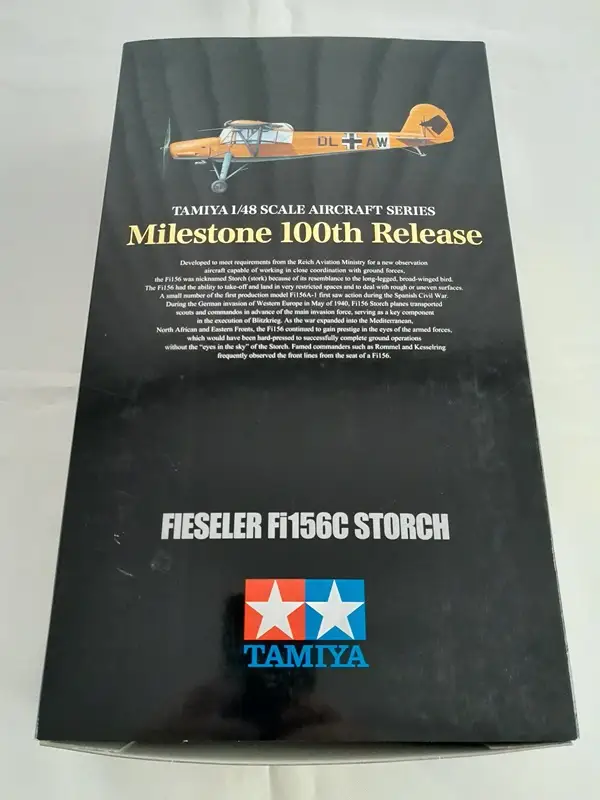 DL AW
TAMIYA 1/48 SCALE AIRCRAFT SERIES
Milestone 100th Release
Developed to meet requirements from the Reich Aviation Ministry for a new observation
aircraft capable of working in close coordination with ground forces,
the Fi156 was nicknamed Storch (stork) because of its resemblance to the long-legged, broad-winged bird.
The Fi156 had the ability to take-off and land in very restricted spaces and to deal with rough or uneven surfaces.
A small number of the first production model Fi156A-1 first saw action during the Spanish Civil War.
During the German invasion of Western Europe in May of 1940, Fi156 Storch planes transported
scouts and commandos in advance of the main invasion force, serving as a key component
in the execution of Blitzkrieg. As the war expanded into the Mediterranean,
North African and Eastern Fronts, the Fi156 continued to gain prestige in the eyes of the armed forces,
which would have been hard-pressed to successfully complete ground operations
without the "eyes in the sky" of the Storch. Famed commanders such as Rommel and Kesselring
frequently observed the front lines from the seat of a Fi156.
FIESELER Fi156C STORCH
TAMIYA